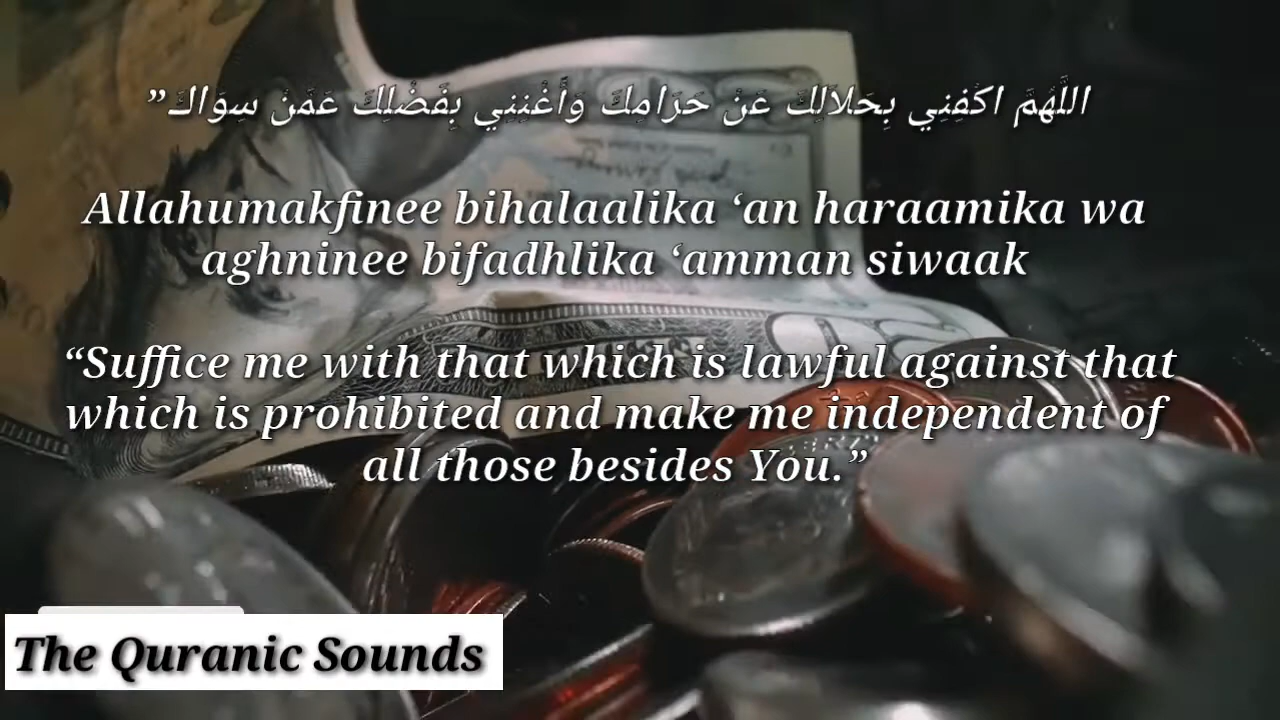 اللَّهُمَّ اكْفِنِي بِحَلالِكَ عَنْ حَرَامِكَ وَأَغْنِنِي بِفَضْلِكَ عَمَنْ سِوَاكَ”
Allahumakfinee bihalaalika ‘an haraamika wa
aghninee bifadhlika ‘amman siwaak
“Suffice me with that which is lawful against that
which is prohibited and make me independent of
all those besides You.”
The Quranic Sounds